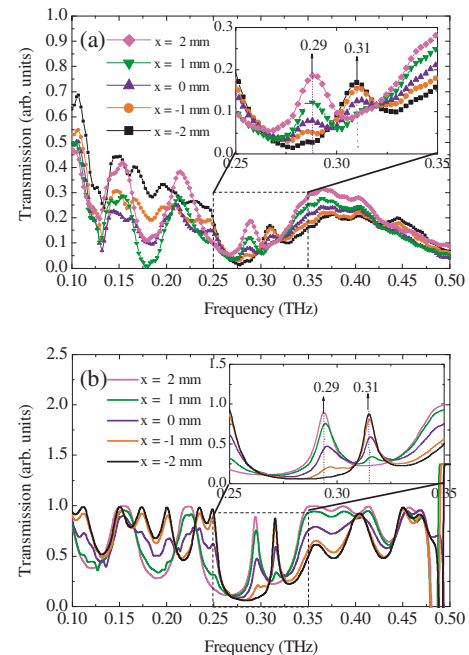 (a)
x = 2 mm
x = 1 mm
x = 0 mm
x = -1 mm
x = -2 mm
0.29
0.31
0.3
0.2
0.1
0
0.25
0.30
0.35
1.0
0.9
0.8
0.7
0.6
0.5
0.4
0.3
0.2
0.1
0.0
Transmission (arb. units)
0.10 0.15 0.20 0.25 0.30 0.35 0.40 0.45 0.50
Frequency (THz)
(b)
x = 2 mm
x = 1 mm
x = 0 mm
x = -1 mm
x = -2 mm
0.29
0.31
1.5
1.0
0.5
0.0
0.25
0.30
0.35
2.5
2.0
1.5
1.0
0.5
0
Transmission (arb. units)
0.10 0.15 0.20 0.25 0.30 0.35 0.40 0.45 0.50
Frequency (THz)